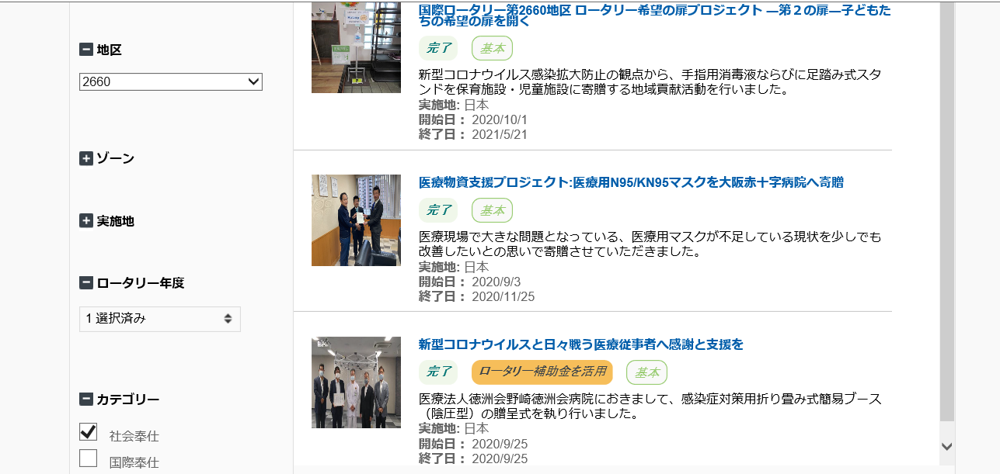 地区
2660
ゾーン
実施地
ロータリー年度
1 選択済み
カテゴリー
社会奉仕
国際奉仕
国際ロータリー第2660地区 ロータリー希望の扉プロジェクト ―第２の扉―子どもた
ちの希望の扉を開く
完了 基本
新型コロナウイルス感染拡大防止の観点から、手指用消毒液ならびに足踏み式スタ
ンドを保育施設・児童施設に寄贈する地域貢献活動を行いました。
実施地: 日本
開始日： 2020/10/1
終了日： 2021/5/21
医療物資支援プロジェクト:医療用N95/KN95マスクを大阪赤十字病院へ寄贈
完了 基本
医療現場で大きな問題となっている、医療用マスクが不足している現状を少しでも
改善したいとの思いで寄贈させていただきました。
実施地: 日本
開始日： 2020/9/3
終了日： 2020/11/25
新型コロナウイルスと日々戦う医療従事者へ感謝と支援を
完了 ロータリー補助金を活用 基本
医療法人徳洲会野崎徳洲会病院におきまして、感染症対策用折り畳み式簡易ブース
（陰圧型）の贈呈式を執り行いました。
実施地: 日本
開始日： 2020/9/25
終了日： 2020/9/25